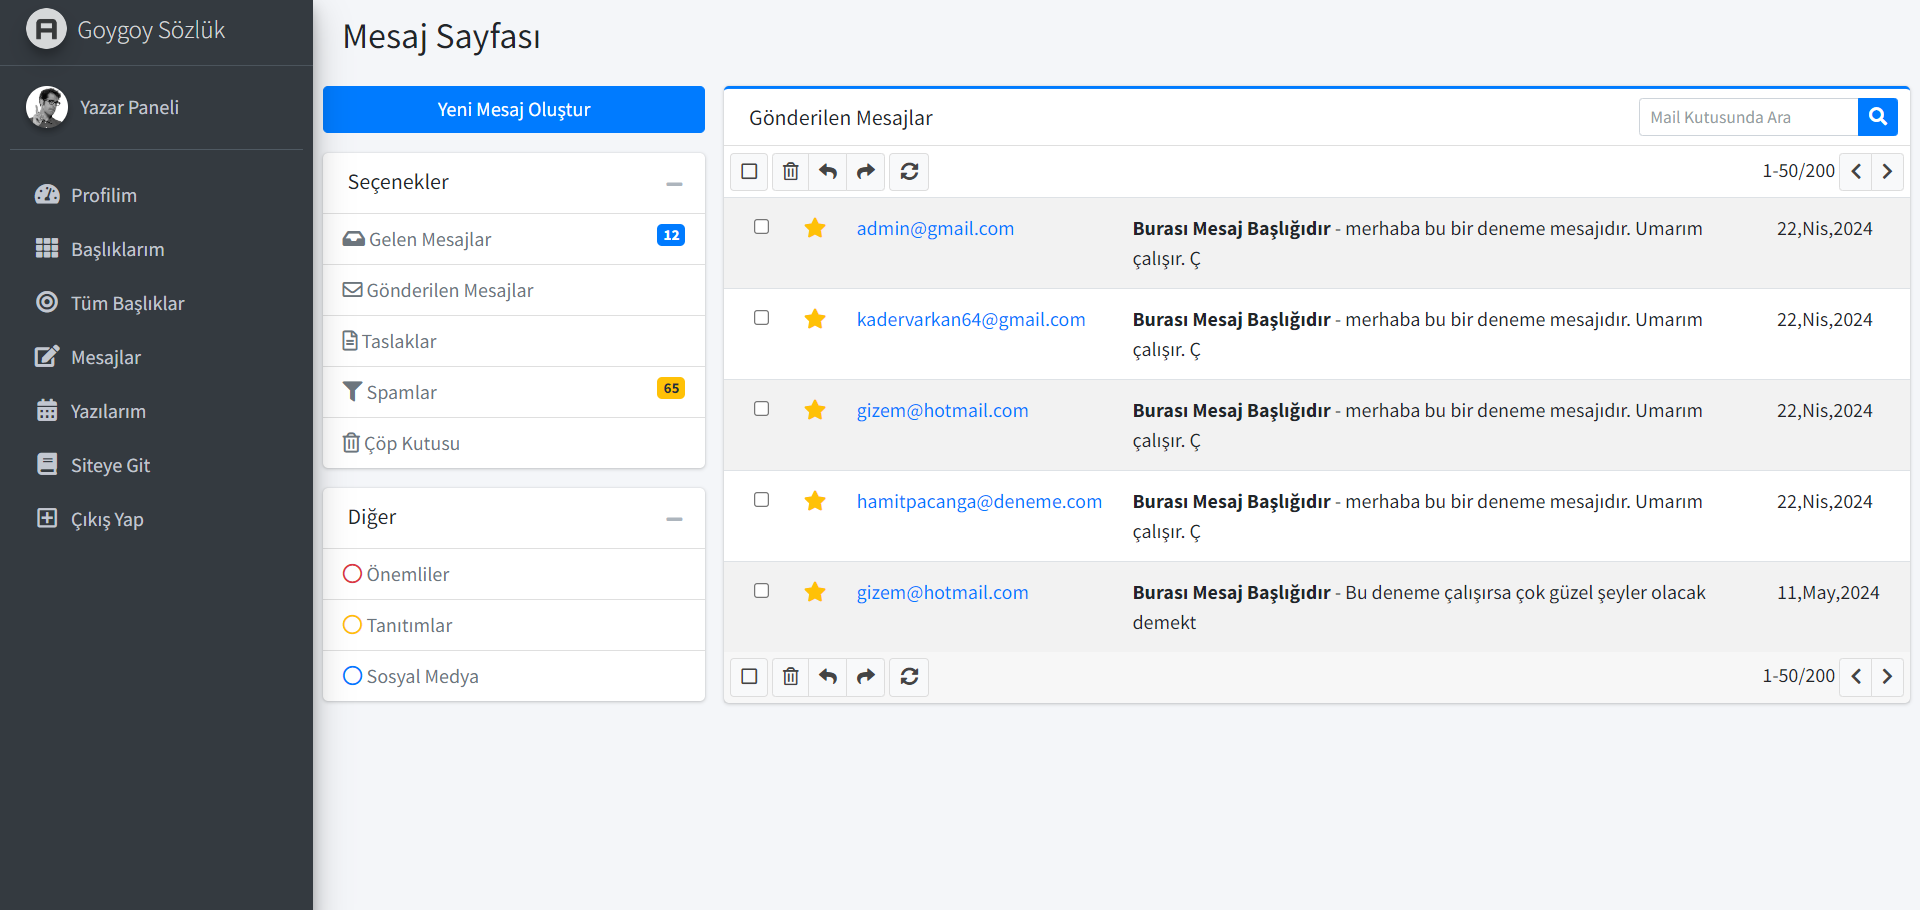 Goygoy Sözlük
Yazar Paneli
Profilim
Başlıklarım
Tüm Başlıklar
Mesajlar
Yazılarım
Siteye Git
Çıkış Yap
Mesaj Sayfası
Yeni Mesaj Oluştur
Seçenekler
Gelen Mesajlar 12
Gönderilen Mesajlar
Taslaklar
Spamlar 65
Çöp Kutusu
Diğer
Önemliler
Tanıtımlar
Sosyal Medya
Gönderilen Mesajlar
Mail Kutusunda Ara
1-50/200
admin@gmail.com Burası Mesaj Başlığıdır - merhaba bu bir deneme mesajıdır. Umarım 22,Nis,2024
çalışır. Ç
kadervarkan64@gmail.com Burası Mesaj Başlığıdır - merhaba bu bir deneme mesajıdır. Umarım 22,Nis,2024
çalışır. Ç
gizem@hotmail.com Burası Mesaj Başlığıdır - merhaba bu bir deneme mesajıdır. Umarım 22,Nis,2024
çalışır. Ç
hamitpacanga@deneme.com Burası Mesaj Başlığıdır - merhaba bu bir deneme mesajıdır. Umarım 22,Nis,2024
çalışır. Ç
gizem@hotmail.com Burası Mesaj Başlığıdır - Bu deneme çalışırsa çok güzel şeyler olacak 11,May,2024
demekt
1-50/200